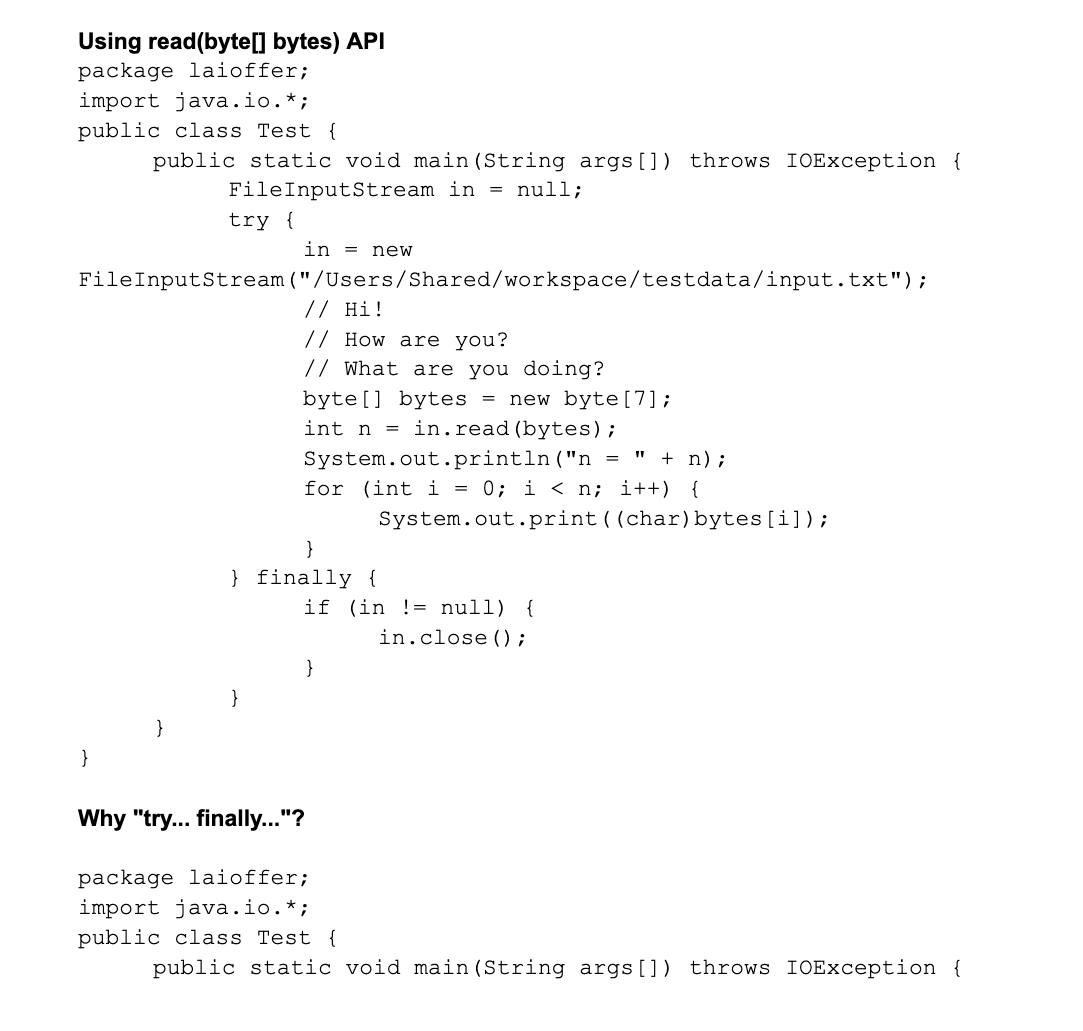 Using read(byte[] bytes) API
package laioffer;
import java.io.*;
public class Test {
public static void main(String args[]) throws IOException {
FileInputStream in = null;
try {
in = new
FileInputStream("/Users/Shared/workspace/testdata/input.txt");
// Hi!
// How are you?
// What are you doing?
byte[] bytes = new byte[7];
int n = in.read(bytes);
System.out.println("n = " + n);
for (int i = 0; i < n; i++) {
System.out.print((char)bytes[i]);
}
} finally {
if (in != null) {
in.close();
}
}
}
}
Why "try... finally..."?
package laioffer;
import java.io.*;
public class Test {
public static void main(String args[]) throws IOException {